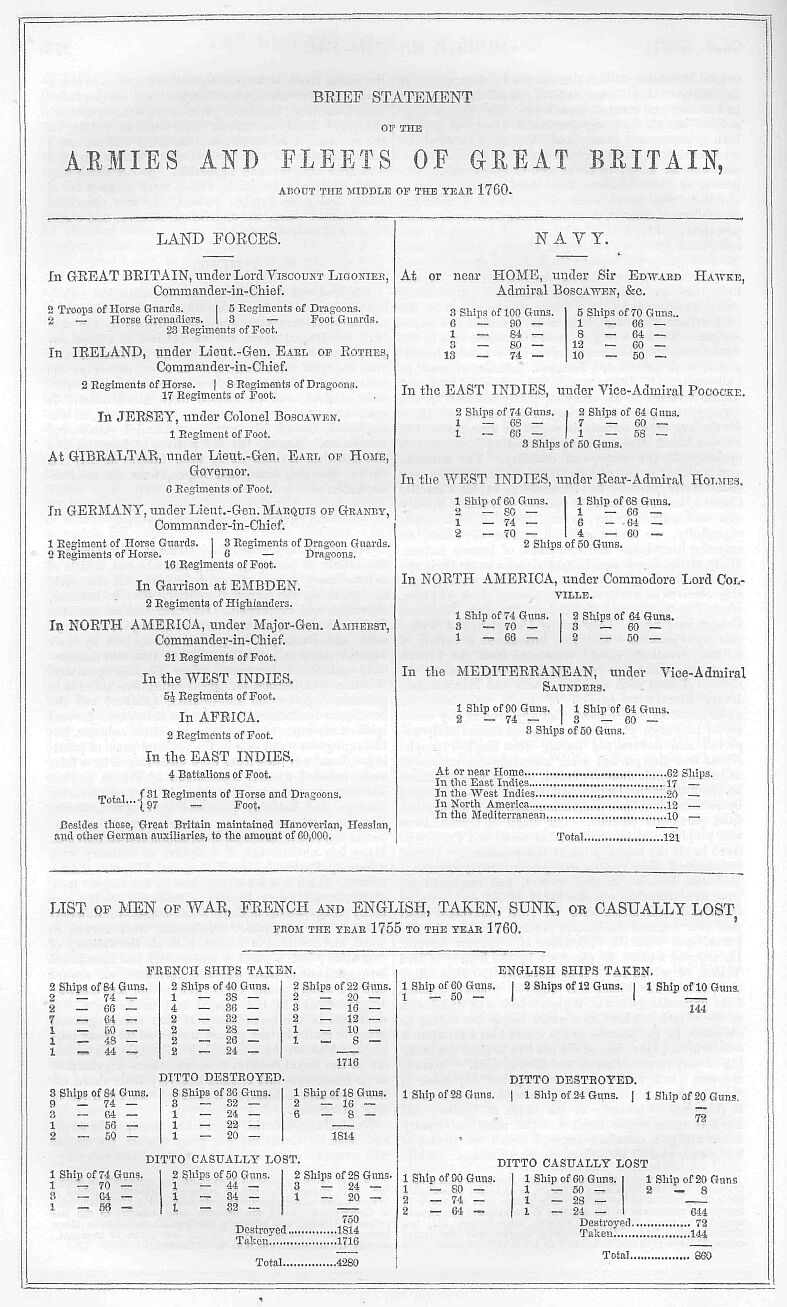 BRIEF STATEMENT
OF THE
ARMIES AND FLEETS OF GREAT BRITAIN,
ABOUT THE MIDDLE OF THE YEAR 1760.
LAND FORCES.
In GREAT BRITAIN, under Lord VISCOUNT LIGONIER,
Commander-in-Chief.
2 Troops of Horse Guards. | 5 Regiments of Dragoons.
2 — Horse Grenadiers. | 3 — Foot Guards.
23 Regiments of Foot.
In IRELAND, under Lieut.-Gen. EARL OF ROTHES,
Commander-in-Chief.
2 Regiments of Horse. | 8 Regiments of Dragoons.
17 Regiments of Foot.
In JERSEY, under Colonel BOSCAWEN.
1 Regiment of Foot.
At GIBRALTAR, under Lieut.-Gen. EARL OF HOME,
Governor.
6 Regiments of Foot.
In GERMANY, under Lieut.-Gen. MARQUIS OF GRANBY,
Commander-in-Chief.
1 Regiment of Horse Guards. | 3 Regiments of Dragoon Guards.
2 Regiments of Horse. | 6 — Dragoons.
16 Regiments of Foot.
In Garrison at EMBDEN.
2 Regiments of Highlanders.
In NORTH AMERICA, under Major-Gen. AMHERST,
Commander-in-Chief.
21 Regiments of Foot.
In the WEST INDIES.
5½ Regiments of Foot.
In AFRICA.
2 Regiments of Foot.
In the EAST INDIES.
4 Battalions of Foot.
Total... { 31 Regiments of Horse and Dragoons.
{ 97 — Foot.
Besides these, Great Britain maintained Hanoverian, Hessian,
and other German auxiliaries, to the amount of 60,000.
NAVY.
At or near HOME, under Sir EDWARD HAWKE,
Admiral BOSCAWEN, &c.
3 Ships of 100 Guns. | 5 Ships of 70 Guns..
6 — 90 — | 1 — 66 —
1 — 84 — | 8 — 64 —
3 — 80 — | 12 — 60 —
13 — 74 — | 10 — 50 —
In the EAST INDIES, under Vice-Admiral POCOCKE.
2 Ships of 74 Guns. | 2 Ships of 64 Guns.
1 — 68 — | 7 — 60 —
1 — 66 — | 1 — 58 —
3 Ships of 50 Guns.
In the WEST INDIES, under Rear-Admiral HOLMES.
1 Ship of 60 Guns. | 1 Ship of 68 Guns.
2 — 80 — | 1 — 66 —
1 — 74 — | 6 — 64 —
2 — 70 — | 4 — 60 —
2 Ships of 50 Guns.
In NORTH AMERICA, under Commodore Lord COL-
VILLE.
1 Ship of 74 Guns. | 2 Ships of 64 Guns.
3 — 70 — | 3 — 60 —
1 — 66 — | 2 — 50 —
In the MEDITERRANEAN, under Vice-Admiral
SAUNDERS.
1 Ship of 90 Guns. | 1 Ship of 64 Guns.
2 — 74 — | 3 — 60 —
3 Ships of 50 Guns.
At or near Home.......62 Ships.
In the East Indies.......17 —
In the West Indies.......20 —
In North America.......12 —
In the Mediterranean.......10 —
Total.......121
LIST OF MEN OF WAR, FRENCH AND ENGLISH, TAKEN, SUNK, OR CASUALLY LOST,
FROM THE YEAR 1755 TO THE YEAR 1760.
FRENCH SHIPS TAKEN.
2 Ships of 84 Guns. | 2 Ships of 40 Guns. | 2 Ships of 22 Guns.
2 — 74 — | 1 — 38 — | 2 — 20 —
2 — 66 — | 4 — 36 — | 3 — 16 —
7 — 64 — | 2 — 32 — | 2 — 12 —
1 — 50 — | 2 — 28 — | 1 — 10 —
1 — 48 — | 2 — 26 — | 1 — 8 —
1 — 44 — | 2 — 24 —
1716
DITTO DESTROYED.
3 Ships of 84 Guns. | 8 Ships of 36 Guns. | 1 Ship of 18 Guns.
9 — 74 — | 3 — 32 — | 2 — 16 —
3 — 64 — | 1 — 24 — | 6 — 8 —
1 — 56 — | 1 — 22 —
2 — 50 — | 1 — 20 — | 1814
DITTO CASUALLY LOST.
1 Ship of 74 Guns. | 2 Ships of 50 Guns. | 2 Ships of 28 Guns.
1 — 70 — | 1 — 44 — | 3 — 24 —
3 — 64 — | 1 — 34 — | 1 — 20 —
1 — 56 — | 1 — 32 —
750
Destroyed.......1814
Taken.......1716
Total.......4280
ENGLISH SHIPS TAKEN.
1 Ship of 60 Guns. | 2 Ships of 12 Guns. | 1 Ship of 10 Guns.
1 — 50 —
144
DITTO DESTROYED.
1 Ship of 28 Guns. | 1 Ship of 24 Guns. | 1 Ship of 20 Guns.
72
DITTO CASUALLY LOST
1 Ship of 90 Guns. | 1 Ship of 60 Guns. | 1 Ship of 20 Guns
1 — 80 — | 1 — 50 — | 2 — 8
2 — 74 — | 1 — 28 —
2 — 64 — | 1 — 24 — | 644
Destroyed....... 72
Taken.......144
Total....... 860